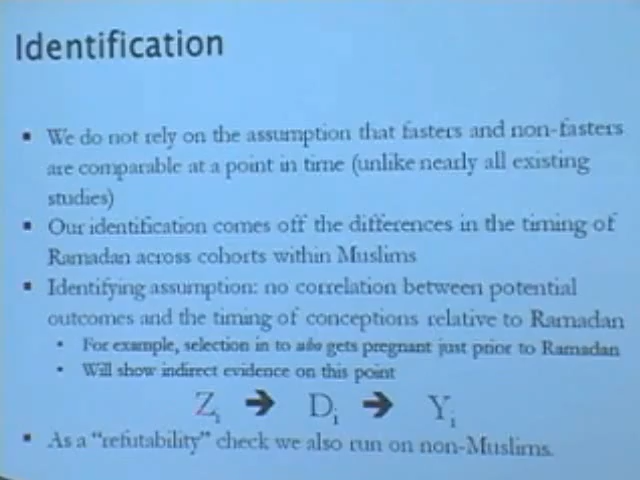 Identification
▪ We do not rely on the assumption that fasters and non-fasters
are comparable at a point in time (unlike nearly all existing
studies)
▪ Our identification comes off the differences in the timing of
Ramadan across cohorts within Muslims
▪ Identifying assumption: no correlation between potential
outcomes and the timing of conceptions relative to Ramadan
• For example, selection in to who gets pregnant just prior to Ramadan
• Will show indirect evidence on this point
Zi ➔ Di ➔ Yi
▪ As a "refutability" check we also run on non-Muslims.